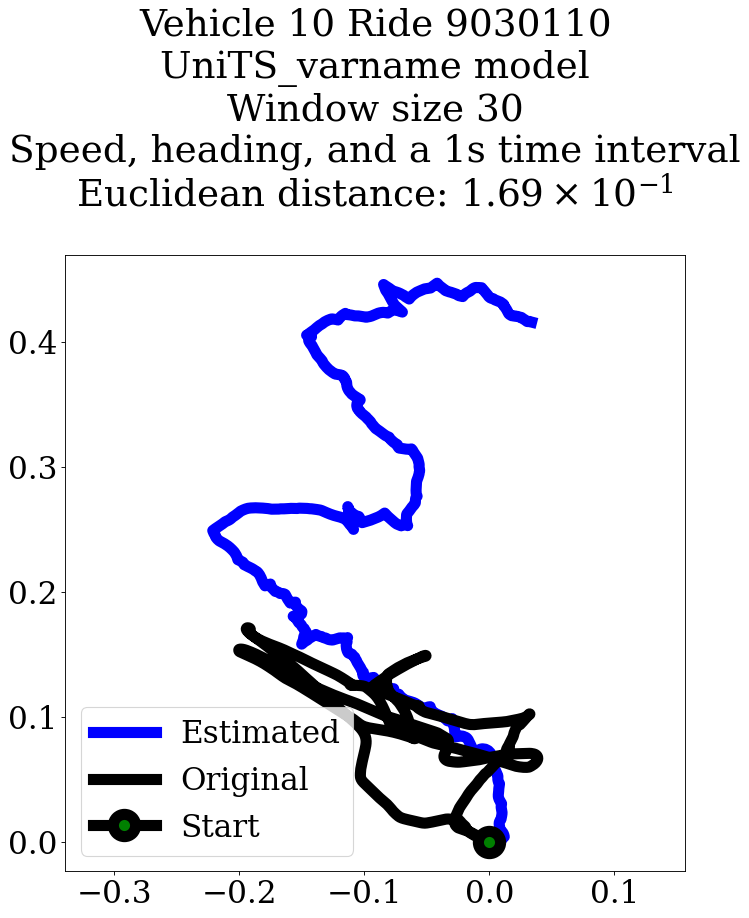 Vehicle 10 Ride 9030110
UniTS_varname model
Window size 30
Speed, heading, and a 1s time interval
Euclidean distance: 1.69 × 10⁻¹
0.4
0.3
0.2
0.1
0.0
Estimated
Original
Start
−0.3 −0.2 −0.1 0.0 0.1